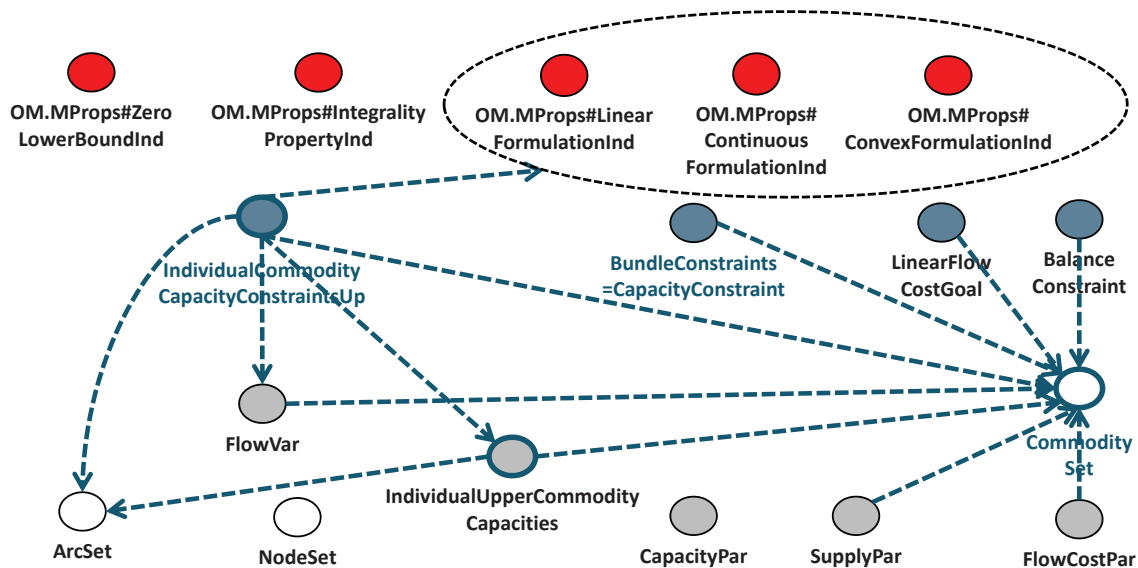 OM.MProps#Zero
LowerBoundInd
OM.MProps#Integrality
PropertyInd
OM.MProps#Linear
FormulationInd
OM.MProps#
Continuous
FormulationInd
OM.MProps#
ConvexFormulationInd
IndividualCommodity
CapacityConstraintsUp
BundleConstraints
=CapacityConstraint
LinearFlow
CostGoal
Balance
Constraint
FlowVar
Commodity
Set
IndividualUpperCommodity
Capacities
ArcSet
NodeSet
CapacityPar
SupplyPar
FlowCostPar